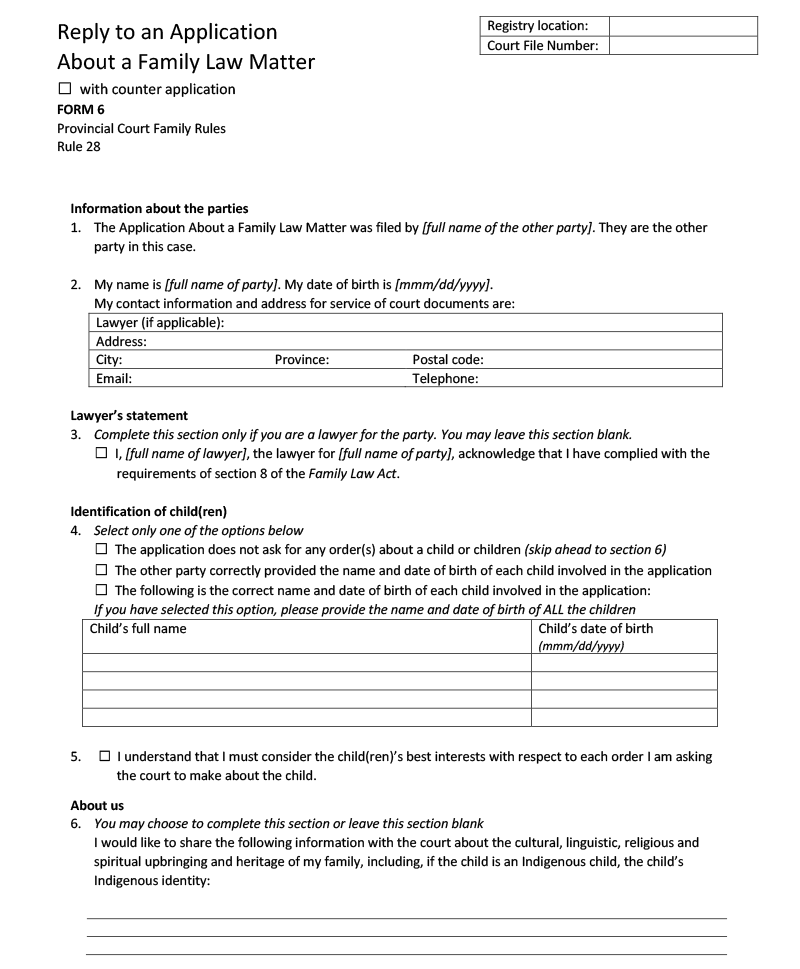 Reply to an Application
About a Family Law Matter
☐ with counter application
FORM 6
Provincial Court Family Rules
Rule 28
Registry location:
Court File Number:
Information about the parties
1. The Application About a Family Law Matter was filed by [full name of the other party]. They are the other
party in this case.
2. My name is [full name of party]. My date of birth is [mmm/dd/yyyy].
My contact information and address for service of court documents are:
Lawyer (if applicable):
Address:
City: Province: Postal code:
Email: Telephone:
Lawyer's statement
3. Complete this section only if you are a lawyer for the party. You may leave this section blank.
☐ I, [full name of lawyer], the lawyer for [full name of party], acknowledge that I have complied with the
requirements of section 8 of the Family Law Act.
Identification of child(ren)
4. Select only one of the options below
☐ The application does not ask for any order(s) about a child or children (skip ahead to section 6)
☐ The other party correctly provided the name and date of birth of each child involved in the application
☐ The following is the correct name and date of birth of each child involved in the application:
If you have selected this option, please provide the name and date of birth of ALL the children
Child's full name Child's date of birth
(mmm/dd/yyyy)
5. ☐ I understand that I must consider the child(ren)'s best interests with respect to each order I am asking
the court to make about the child.
About us
6. You may choose to complete this section or leave this section blank
I would like to share the following information with the court about the cultural, linguistic, religious and
spiritual upbringing and heritage of my family, including, if the child is an Indigenous child, the child's
Indigenous identity: